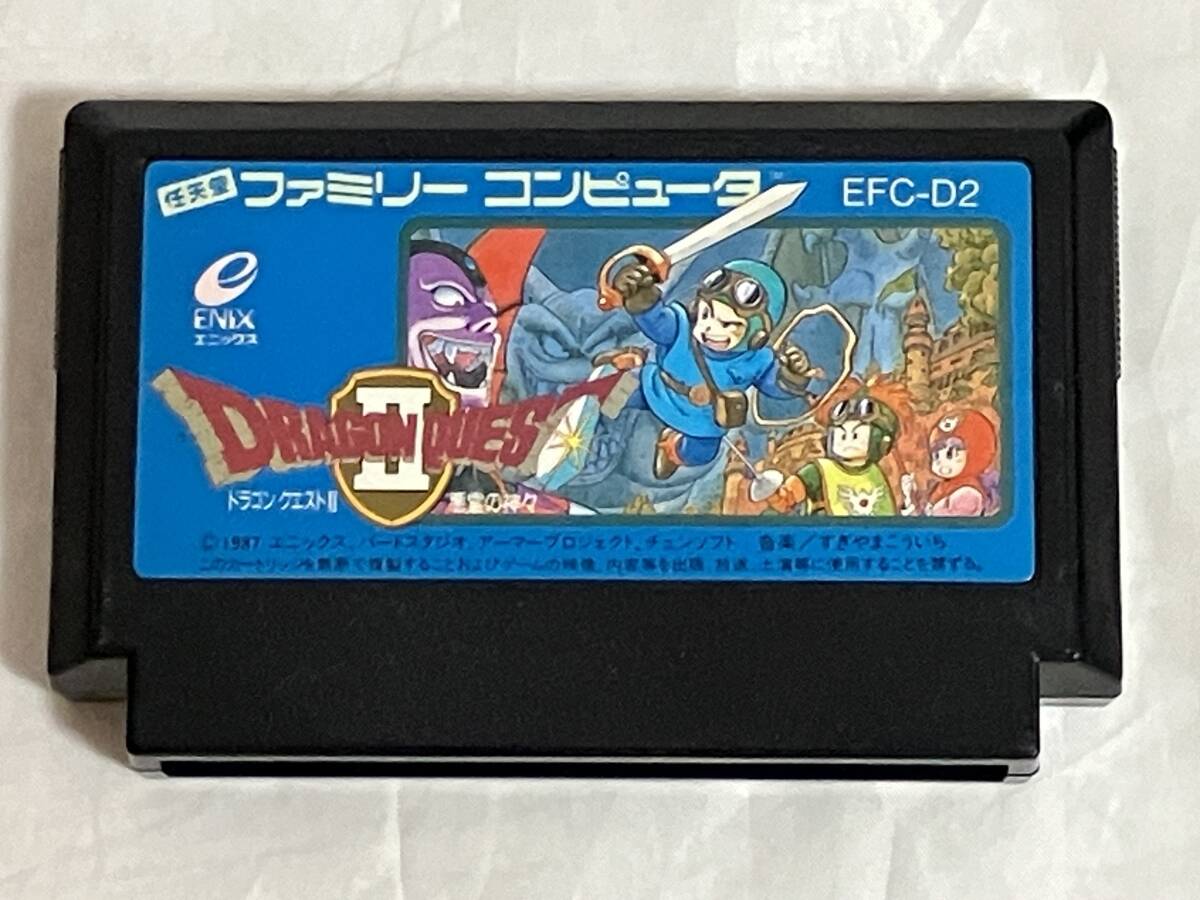 任天堂 ファミリー コンピュータ™ EFC-D2
ENIX
エニックス
DRAGON QUEST
II
ドラゴンクエストII 悪霊の神々
© 1987 エニックス、バードスタジオ、アーマープロジェクト、チュンソフト 音楽/すぎやまこういち
このカートリッジを無断で複製することおよびゲームの映像、内容等を出版、放送、上演等に使用することを禁ずる。